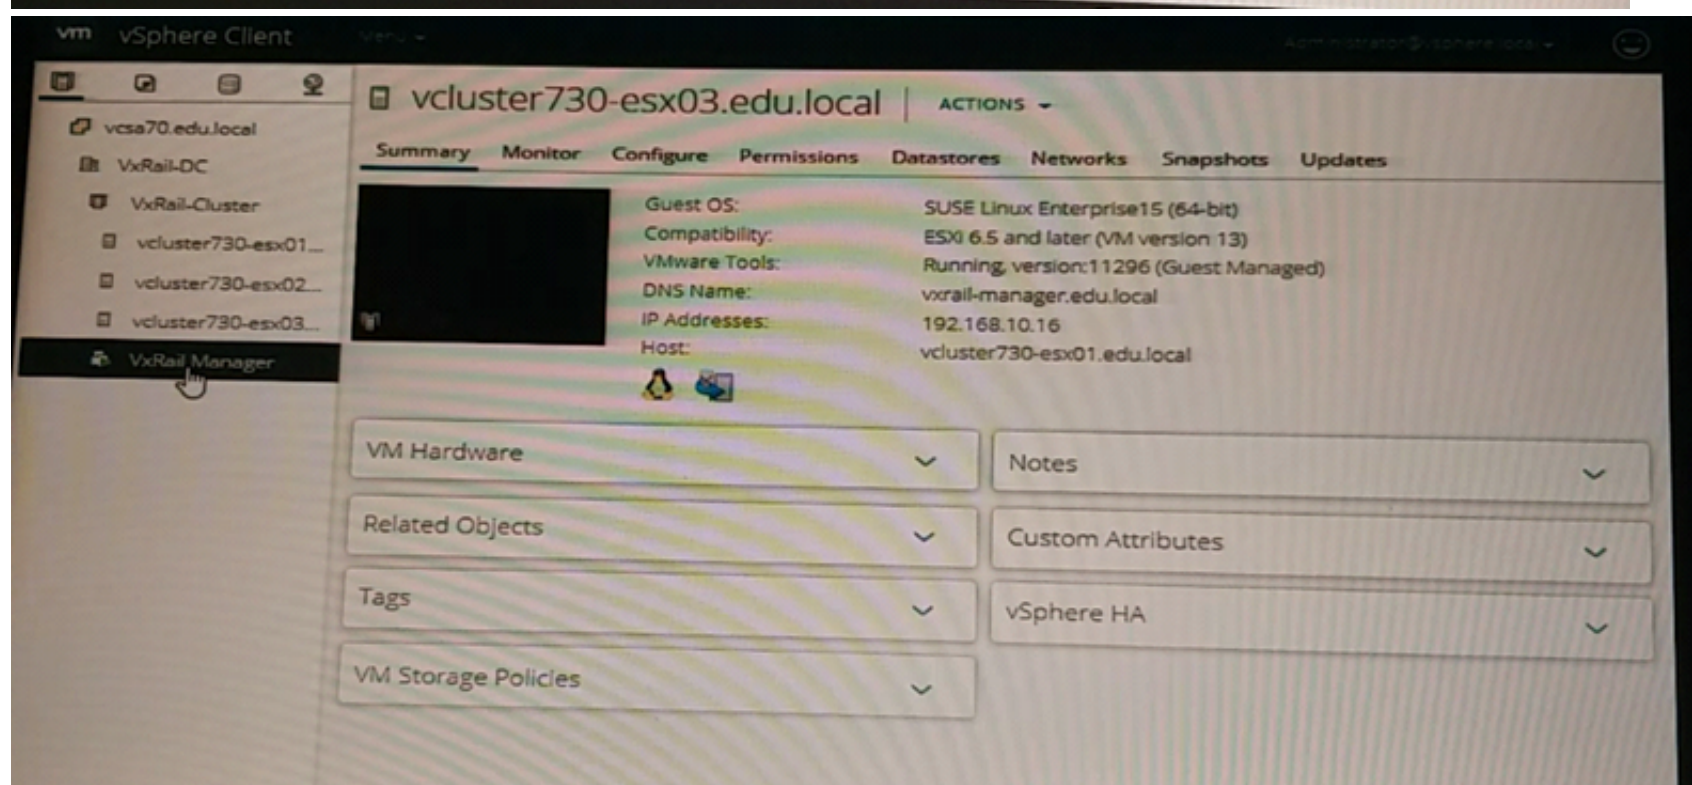 vm vSphere Client Menu
Administrator@vsphere.local
vcsa70.edu.local
VxRail-DC
VxRail-Cluster
vcluster730-esx01...
vcluster730-esx02...
vcluster730-esx03...
VxRail Manager
vcluster730-esx03.edu.local | ACTIONS
Summary Monitor Configure Permissions Datastores Networks Snapshots Updates
Guest OS: SUSE Linux Enterprise15 (64-bit)
Compatibility: ESXi 6.5 and later (VM version 13)
VMware Tools: Running, version:11296 (Guest Managed)
DNS Name: vxrail-manager.edu.local
IP Addresses: 192.168.10.16
Host: vcluster730-esx01.edu.local
VM Hardware
Notes
Related Objects
Custom Attributes
Tags
vSphere HA
VM Storage Policies